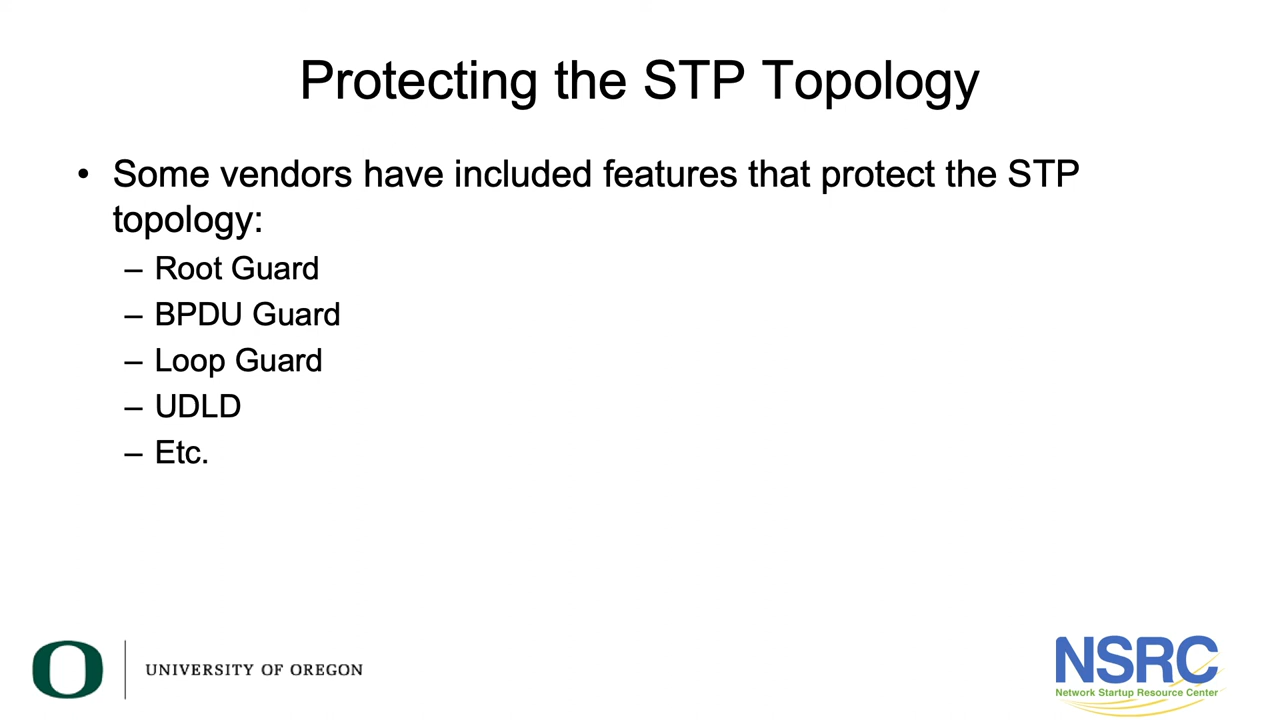 Protecting the STP Topology
• Some vendors have included features that protect the STP
topology:
– Root Guard
– BPDU Guard
– Loop Guard
– UDLD
– Etc.
O
UNIVERSITY OF OREGON
NSRC
Network Startup Resource Center